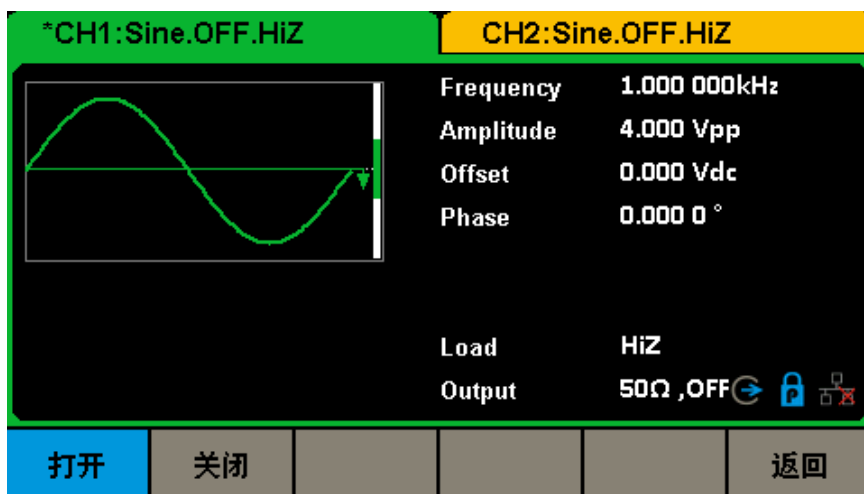 *CH1:Sine.OFF.HiZ
CH2:Sine.OFF.HiZ
Frequency 1.000 000kHz
Amplitude 4.000 Vpp
Offset 0.000 Vdc
Phase 0.000 0 °
Load HiZ
Output 50Ω ,OFF
P
打开 关闭 返回